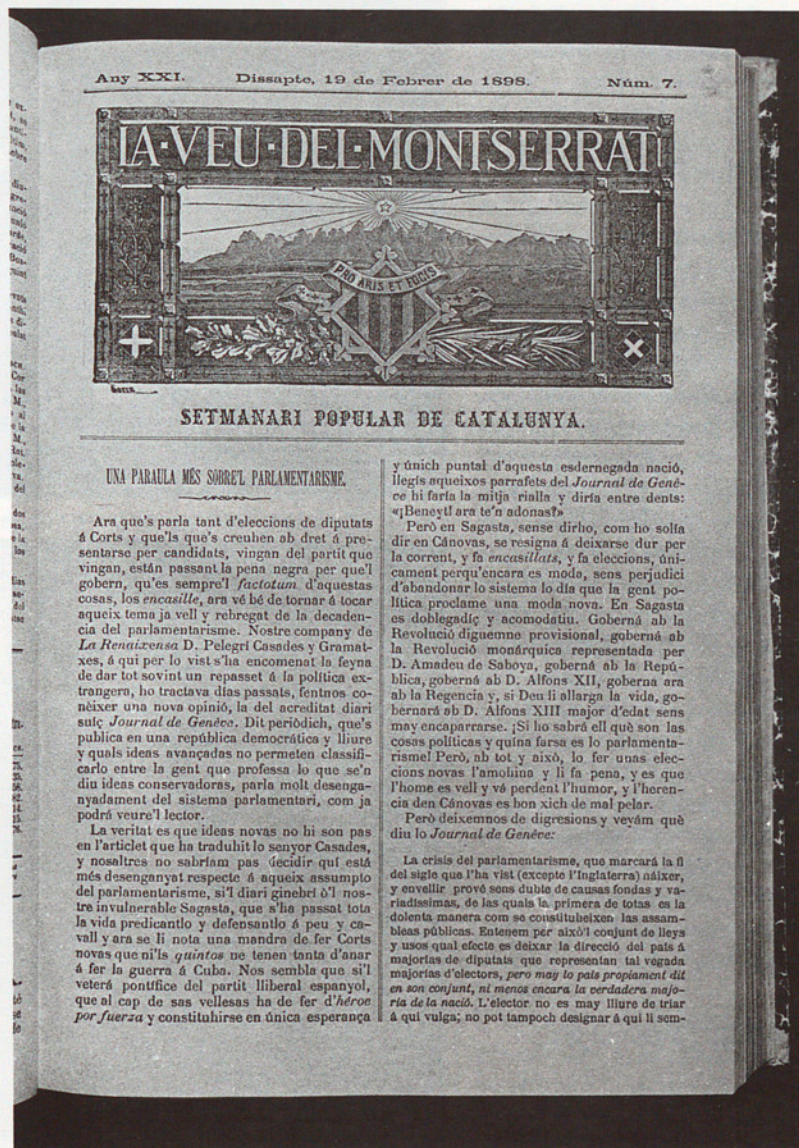 Any XXI.
Dissapte, 19 de Febrer de 1898.
Núm. 7.
LA·VEU·DEL·MONTSERRAT
PRO ARIS ET FOCIS
SETMANARI POPULAR DE CATALUNYA.
UNA PARAULA MÉS SOBRE'L PARLAMENTARISME.
Ara que's parla tant d'eleccions de diputats
á Corts y que'ls que's creuhen ab dret á pre-
sentarse per candidats, vingan del partit que
vingan, están passant la pena negra per que'l
gobern, qu'es sempre'l factotum d'aquestas
cosas, los encasille, ara vé bé de tornar á tocar
aqueix tema ja vell y rebregat de la decaden-
cia del parlamentarisme. Nostre company de
La Renaixensa D. Pelegrí Casades y Gramat-
xes, á qui per lo vist s'ha encomenat la feyna
de dar tot sovint un repasset á la política ex-
trangera, ho tractava días passats, fentnos co-
nèixer una nova opinió, la del acreditat diari
suiç Journal de Genéve. Dit periòdich, que's
publica en una república democrática y lliure
y quals ideas avançadas no permeten classifi-
carlo entre la gent que professa lo que se'n
diu ideas conservadoras, parla molt desenga-
nyadament del sistema parlamentari, com ja
podrá veure'l lector.
La veritat es que ideas novas no hi son pas
en l'articlet que ha traduhit lo senyor Casades,
y nosaltres no sabríam pas decidir quí está
més desenganyat respecte á aqueix assumpto
del parlamentarisme, si'l diari ginebrí ò'l nos-
tre invulnerable Sagasta, que s'ha passat tota
la vida predicantlo y defensantlo á peu y ca-
vall y ara se li nota una mandra de fer Corts
novas que ni'ls quintos ne tenen tanta d'anar
á fer la guerra á Cuba. Nos sembla que si'l
veterá pontífice del partit lliberal espanyol,
que al cap de sas vellesas ha de fer d'héroe
por fuerza y constituhirse en única esperança
y únich puntal d'aquesta esdernegada nació,
llegís aqueixos parrafets del Journal de Gené-
ve hi faría la mitja rialla y diría entre dents:
«¡Beneyt! ara te'n adonas?»
Però en Sagasta, sense dirho, com ho solía
dir en Cánovas, se resigna á deixarse dur per
la corrent, y fa encasillats, y fa eleccions, úni-
cament perqu'encara es moda, sens perjudici
d'abandonar lo sistema lo día que la gent po-
lítica proclame una moda nova. En Sagasta
es doblegadíç y acomodatiu. Goberná ab la
Revolució diguemne provisional, goberná ab
la Revolució monárquica representada per
D. Amadeu de Saboya, goberná ab la Repú-
blica, goberná ab D. Alfons XII, goberna ara
ab la Regencia y, si Deu li allarga la vida, go-
bernará ab D. Alfons XIII major d'edat sens
may encaparrarse. ¡Si ho sabrá ell què son las
cosas políticas y quína farsa es lo parlamenta-
risme! Però, ab tot y això, lo fer unas elec-
cions novas l'amohina y li fa pena, y es que
l'home es vell y vá perdent l'humor, y l'heren-
cia den Cánovas es bon xich de mal pelar.
Però deixemnos de digresions y veyám què
diu lo Journal de Genéve:
La crisis del parlamentarisme, que marcará la fi
del sigle que l'ha vist (excepte l'Inglaterra) náixer,
y envellir prové sens dubte de causas fondas y va-
riadíssimas, de las quals la primera de totas es la
dolenta manera com se constituheixen las assam-
bleas públicas. Entenem per això'l conjunt de lleys
y usos qual efecte es deixar la direcció del país á
majorías de diputats que representan tal vegada
majorías d'electors, pero may lo país propiament dit
en son conjunt, ni menos encara la verdadera majo-
ría de la nació. L'elector no es may lliure de triar
á qui vulga; no pot tampoch designar á qui li sem-